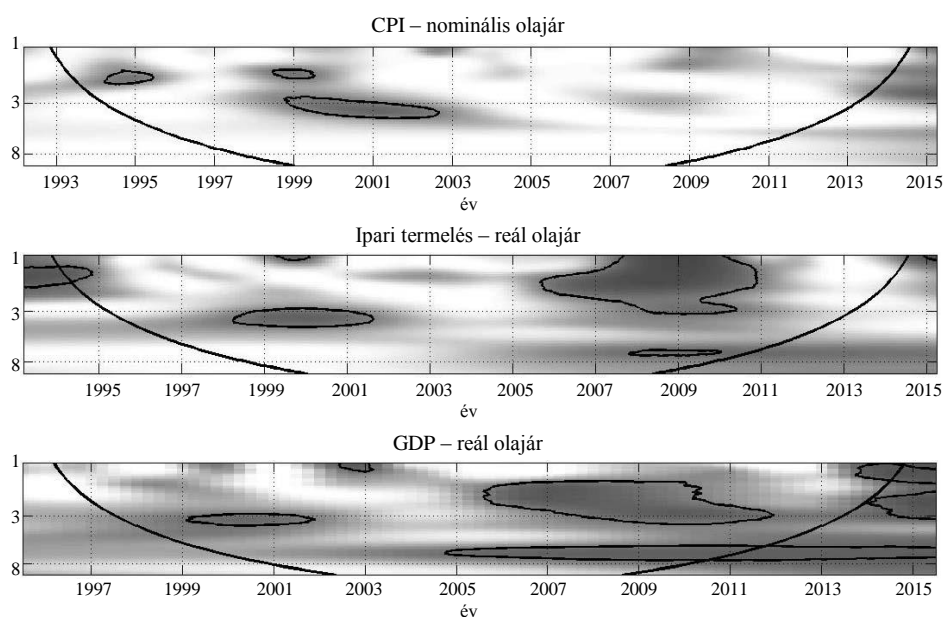 CPI – nominális olajár
1
3
8
1993 1995 1997 1999 2001 2003 2005 2007 2009 2011 2013 2015
év
Ipari termelés – reál olajár
1
3
8
1995 1997 1999 2001 2003 2005 2007 2009 2011 2013 2015
év
GDP – reál olajár
1
3
8
1997 1999 2001 2003 2005 2007 2009 2011 2013 2015
év